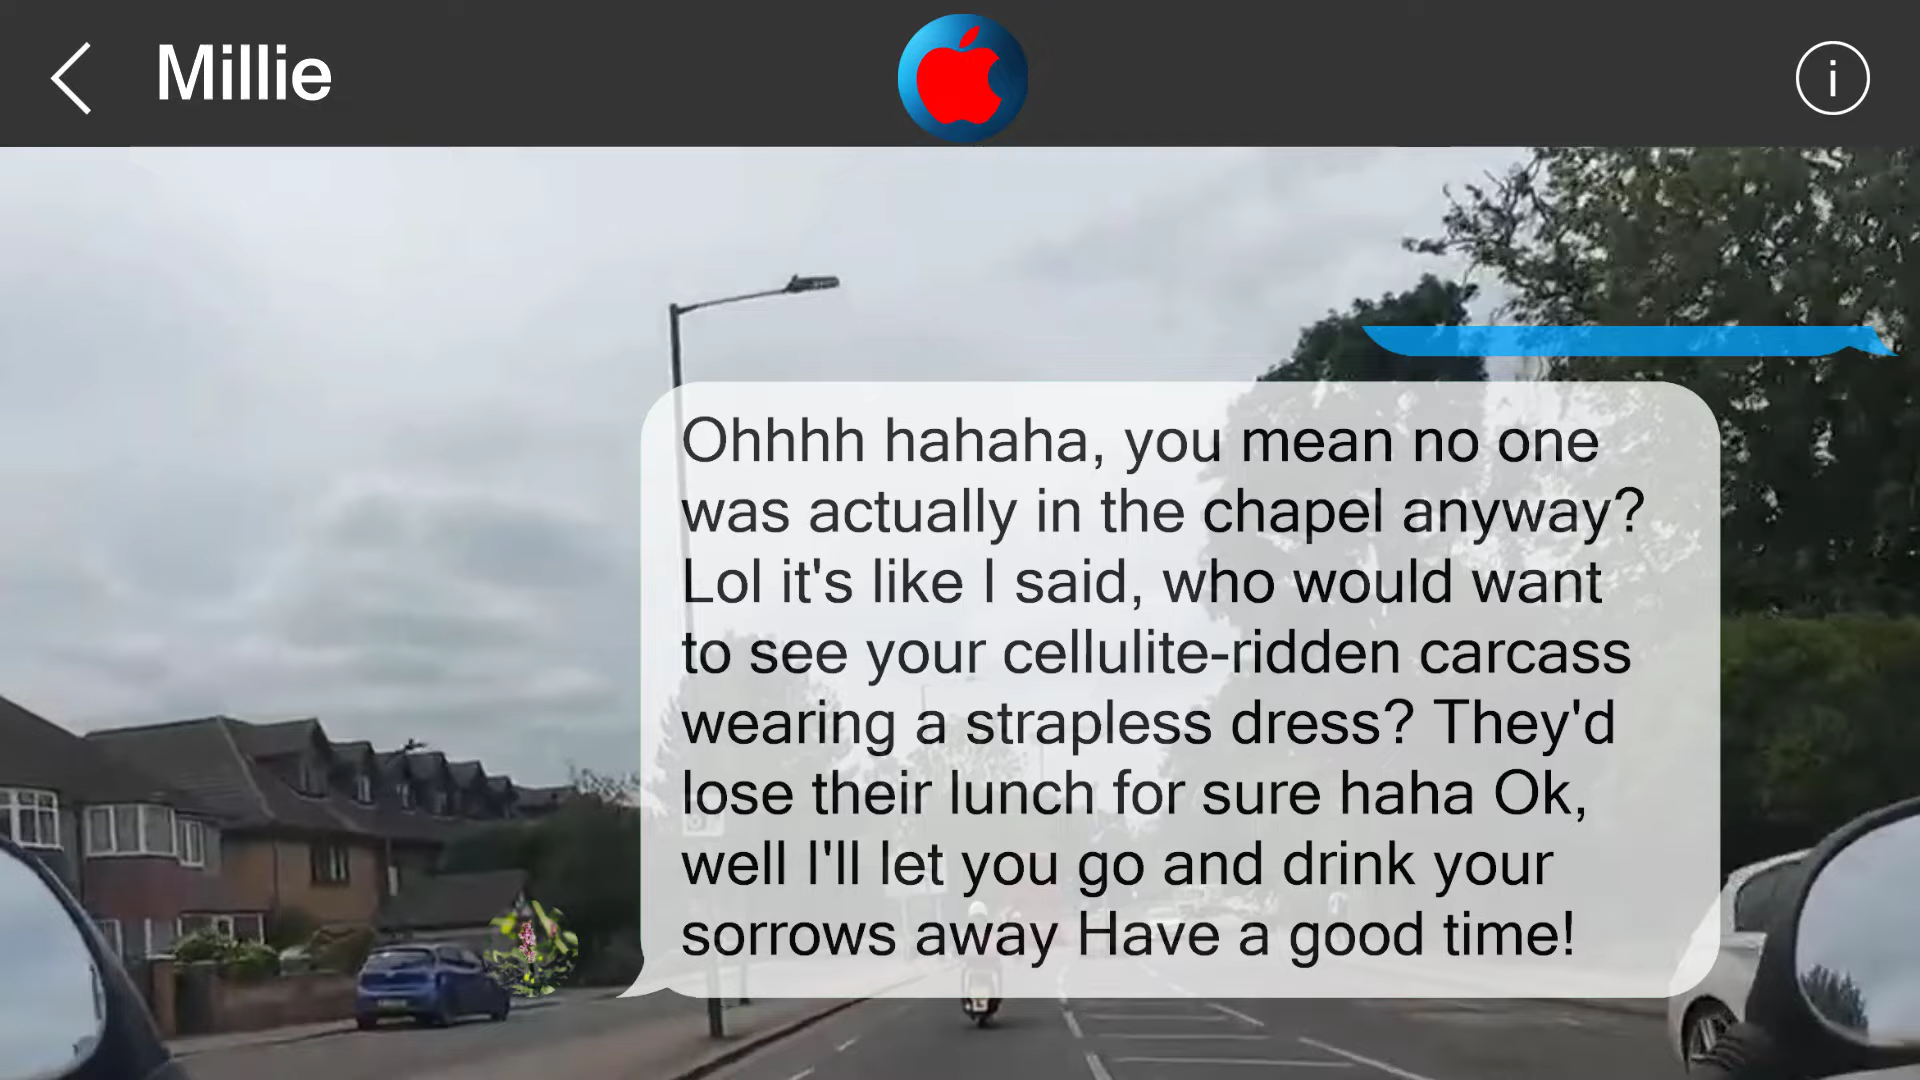 Millie
i
Ohhhh hahaha, you mean no one
was actually in the chapel anyway?
Lol it's like I said, who would want
to see your cellulite-ridden carcass
wearing a strapless dress? They'd
lose their lunch for sure haha Ok,
well I'll let you go and drink your
sorrows away Have a good time!